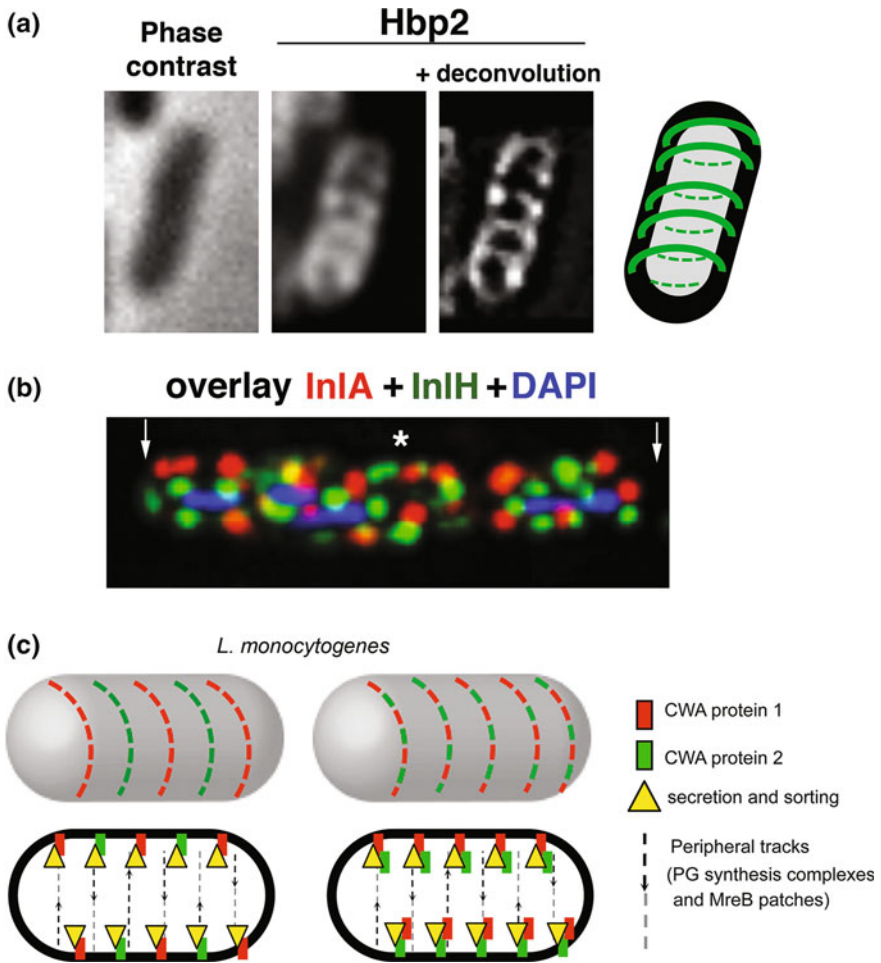 (a)
Phase
contrast
Hbp2
+ deconvolution
(b)
overlay InlA + InlH + DAPI
*
(c)
L. monocytogenes
CWA protein 1
CWA protein 2
secretion and sorting
Peripheral tracks
(PG synthesis complexes
and MreB patches)